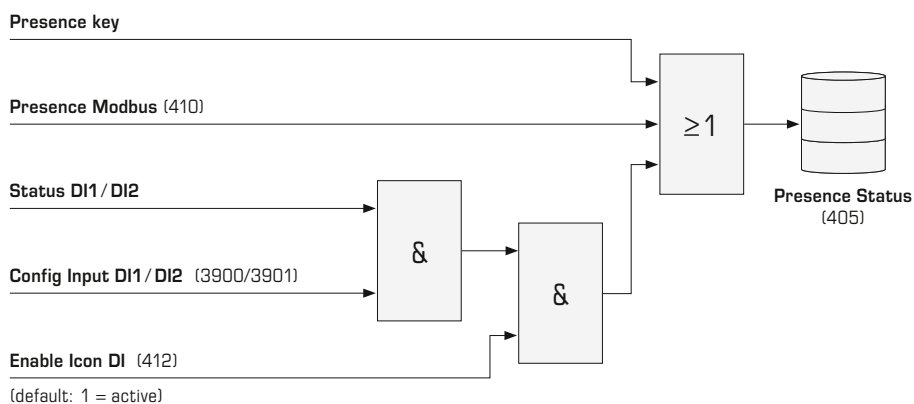 Presence key
Presence Modbus (410)
≥1
Status DI1/DI2
Presence Status
(405)
&
Config Input DI1/DI2 (3900/3901)
&
Enable Icon DI (412)
(default: 1 = active)